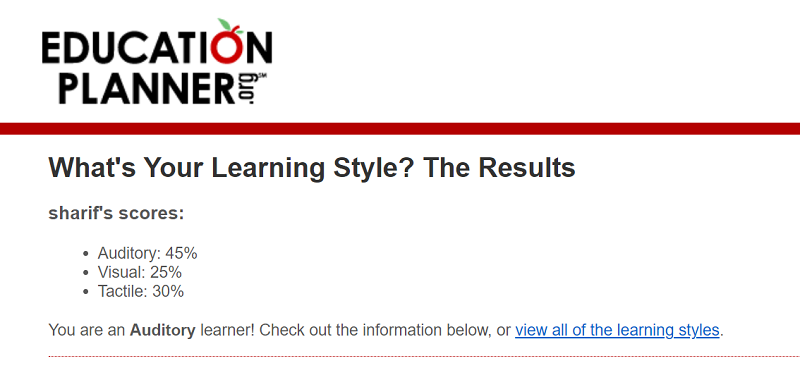 EDUCATION
PLANNER.org℠
What's Your Learning Style? The Results
sharif's scores:
• Auditory: 45%
• Visual: 25%
• Tactile: 30%
You are an Auditory learner! Check out the information below, or view all of the learning styles.